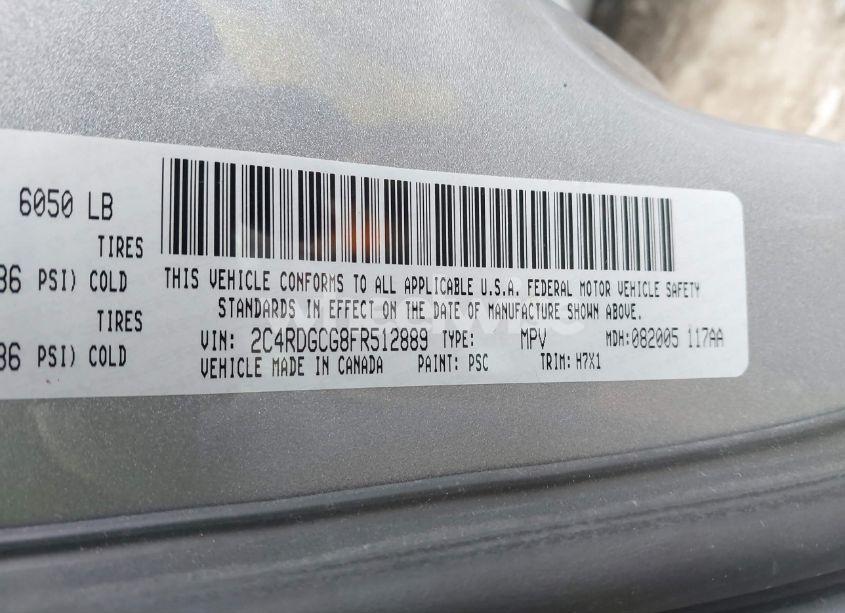 6050 LB
TIRES
36 PSI) COLD
TIRES
36 PSI) COLD
THIS VEHICLE CONFORMS TO ALL APPLICABLE U.S.A. FEDERAL MOTOR VEHICLE SAFETY
STANDARDS IN EFFECT ON THE DATE OF MANUFACTURE SHOWN ABOVE.
VIN: 2C4RDGCG8FR512889 TYPE: MPV MDH:082005 117AA
VEHICLE MADE IN CANADA PAINT: PSC TRIM: H7X1